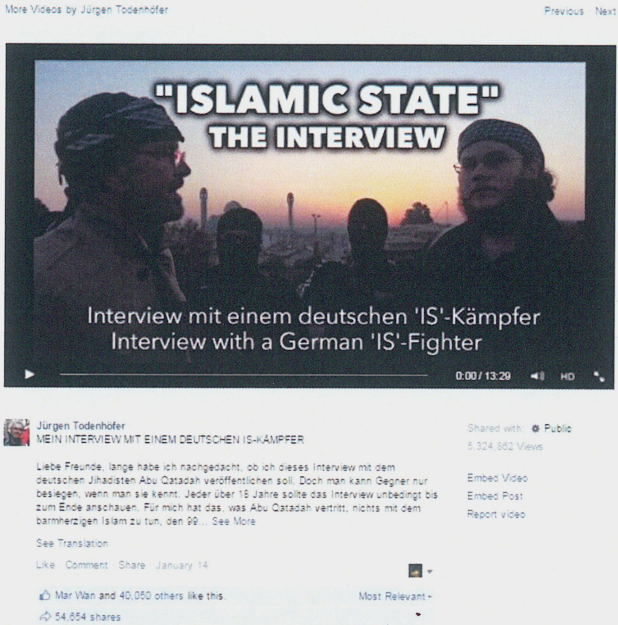 More Videos by Jürgen Todenhöfer
Previous Next
"ISLAMIC STATE"
THE INTERVIEW
Interview mit einem deutschen 'IS'-Kämpfer
Interview with a German 'IS'-Fighter
0:00 / 13:29
HD
Jürgen Todenhöfer
MEIN INTERVIEW MIT EINEM DEUTSCHEN IS-KÄMPFER
Liebe Freunde, lange habe ich nachgedacht, ob ich dieses Interview mit dem
deutschen Jihadisten Abu Qatadah veröffentlichen soll. Doch man kann Gegner nur
besiegen, wenn man sie kennt. Jeder über 18 Jahre sollte das Interview unbedingt bis
zum Ende anschauen. Für mich hat das, was Abu Qatadah vertritt, nichts mit dem
barmherzigen Islam zu tun, den 99... See More
See Translation
Like Comment Share January 14
Shared with: Public
5,324,862 Views
Embed Video
Embed Post
Report video
Mar Wan and 40,050 others like this.
Most Relevant
54,654 shares